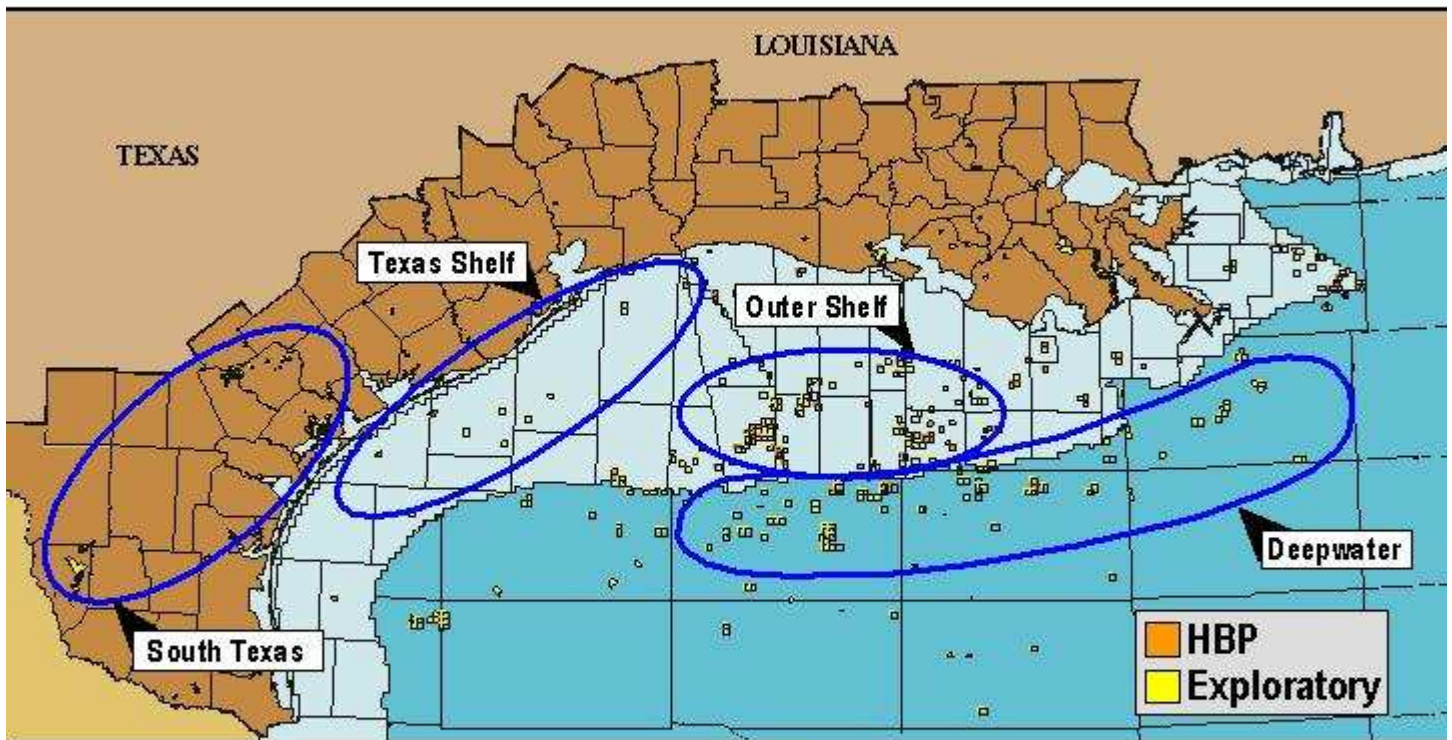 LOUISIANA
TEXAS
Texas Shelf
Outer Shelf
Deepwater
South Texas
HBP
Exploratory